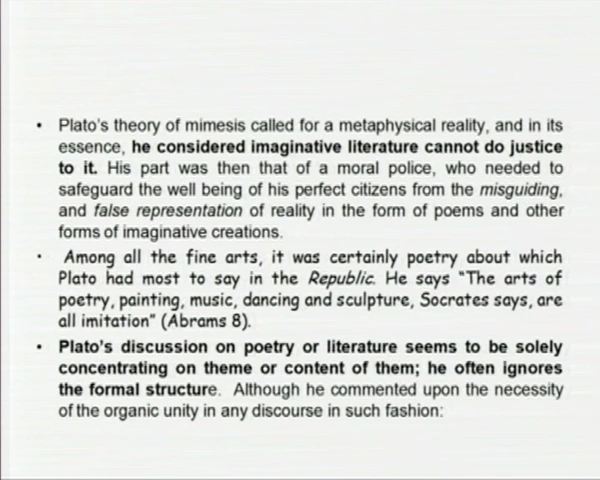 • Plato's theory of mimesis called for a metaphysical reality, and in its
essence, he considered imaginative literature cannot do justice
to it. His part was then that of a moral police, who needed to
safeguard the well being of his perfect citizens from the misguiding,
and false representation of reality in the form of poems and other
forms of imaginative creations.
• Among all the fine arts, it was certainly poetry about which
Plato had most to say in the Republic. He says "The arts of
poetry, painting, music, dancing and sculpture, Socrates says, are
all imitation" (Abrams 8).
• Plato's discussion on poetry or literature seems to be solely
concentrating on theme or content of them; he often ignores
the formal structure. Although he commented upon the necessity
of the organic unity in any discourse in such fashion: